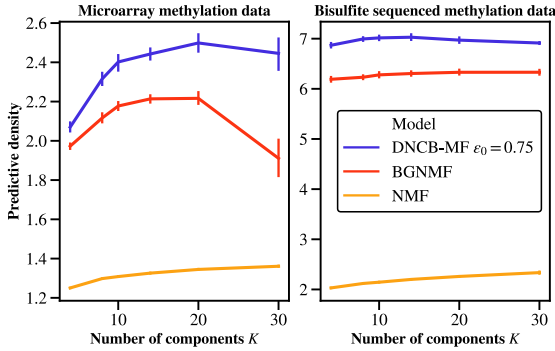 Microarray methylation data
Bisulfite sequenced methylation data
Predictive density
2.6
2.4
2.2
2.0
1.8
1.6
1.4
1.2
10
20
30
Number of components K
7
6
5
4
3
2
10
20
30
Number of components K
Model
DNCB-MF ε₀ = 0.75
BGNMF
NMF